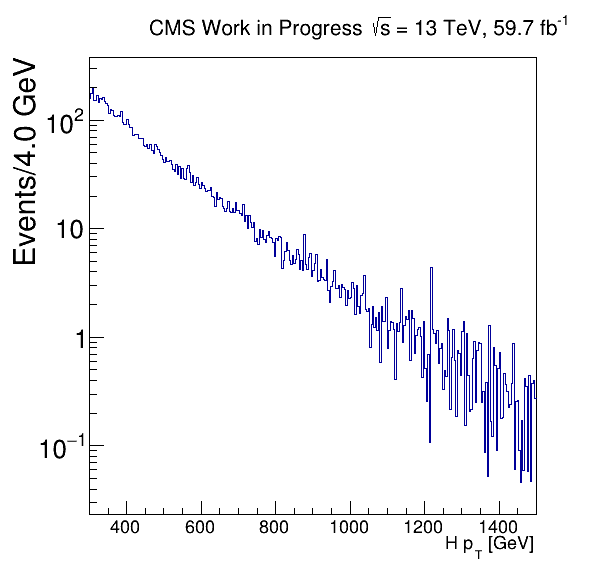 CMS Work in Progress √s = 13 TeV, 59.7 fb⁻¹
Events/4.0 GeV
10²
10
1
10⁻¹
400 600 800 1000 1200 1400
H p_T [GeV]